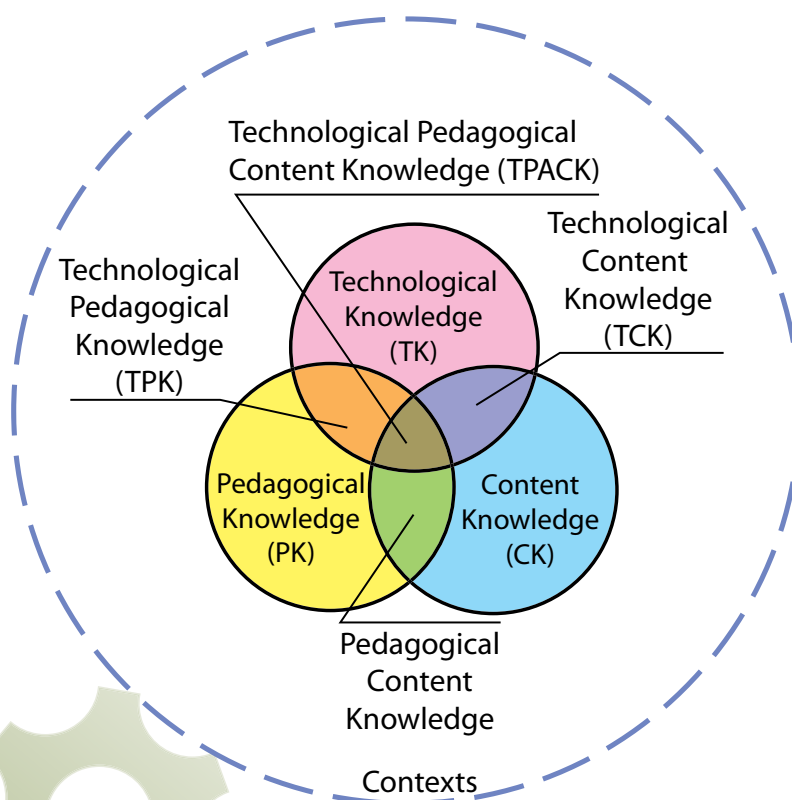 Technological Pedagogical
Content Knowledge (TPACK)
Technological
Content
Knowledge
(TCK)
Technological
Pedagogical
Knowledge
(TPK)
Technological
Knowledge
(TK)
Pedagogical
Knowledge
(PK)
Content
Knowledge
(CK)
Pedagogical
Content
Knowledge
Contexts